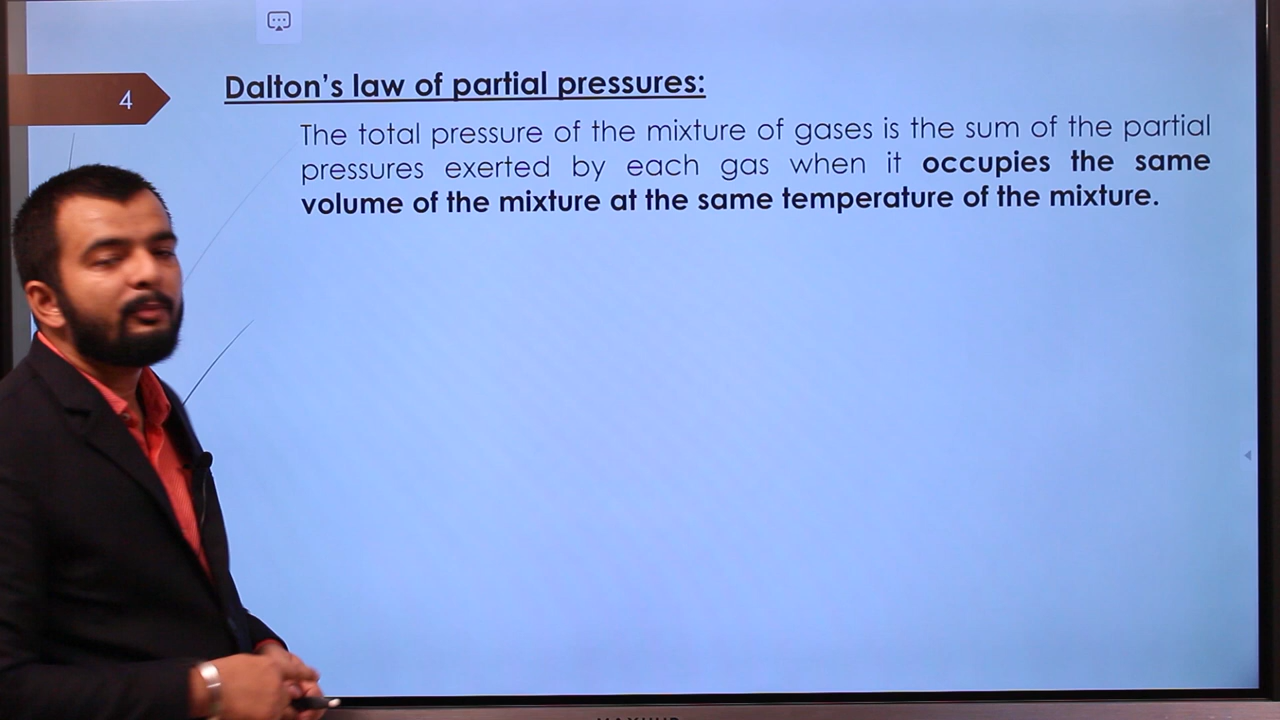 4
Dalton's law of partial pressures:
The total pressure of the mixture of gases is the sum of the partial
pressures exerted by each gas when it occupies the same
volume of the mixture at the same temperature of the mixture.